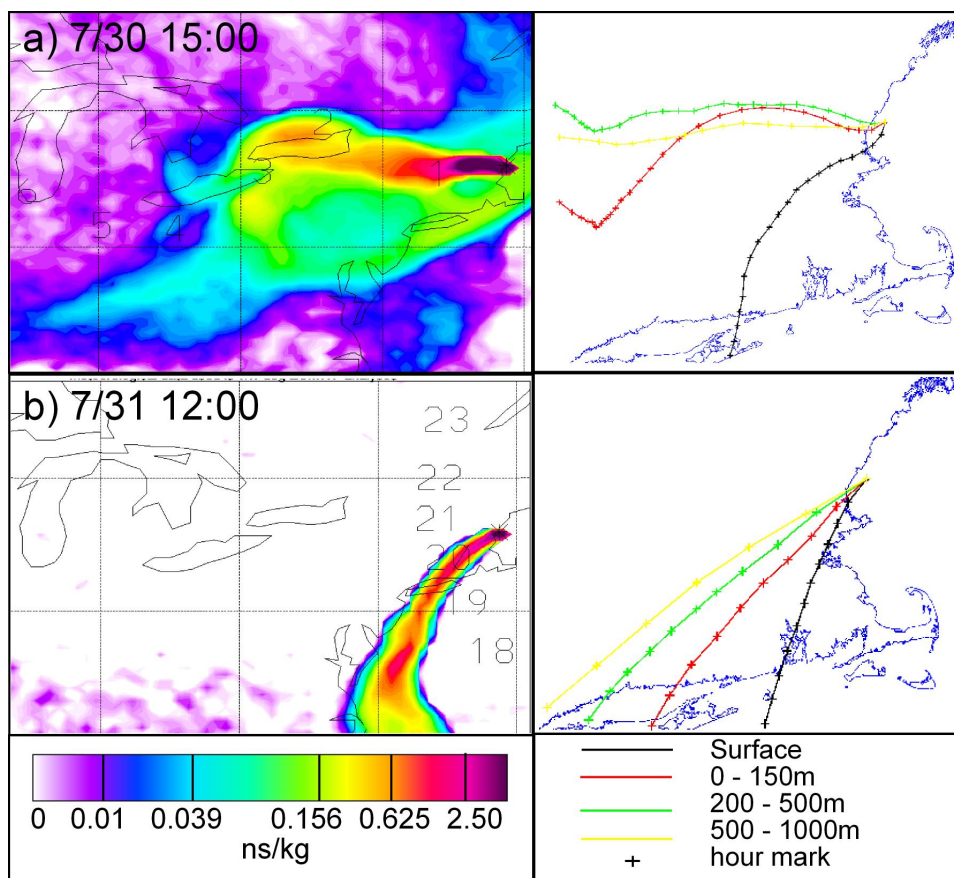 a) 7/30 15:00
5 4
b) 7/31 12:00
23
22
21
20
19
18
0 0.01 0.039 0.156 0.625 2.50
ns/kg
Surface
0 - 150m
200 - 500m
500 - 1000m
hour mark